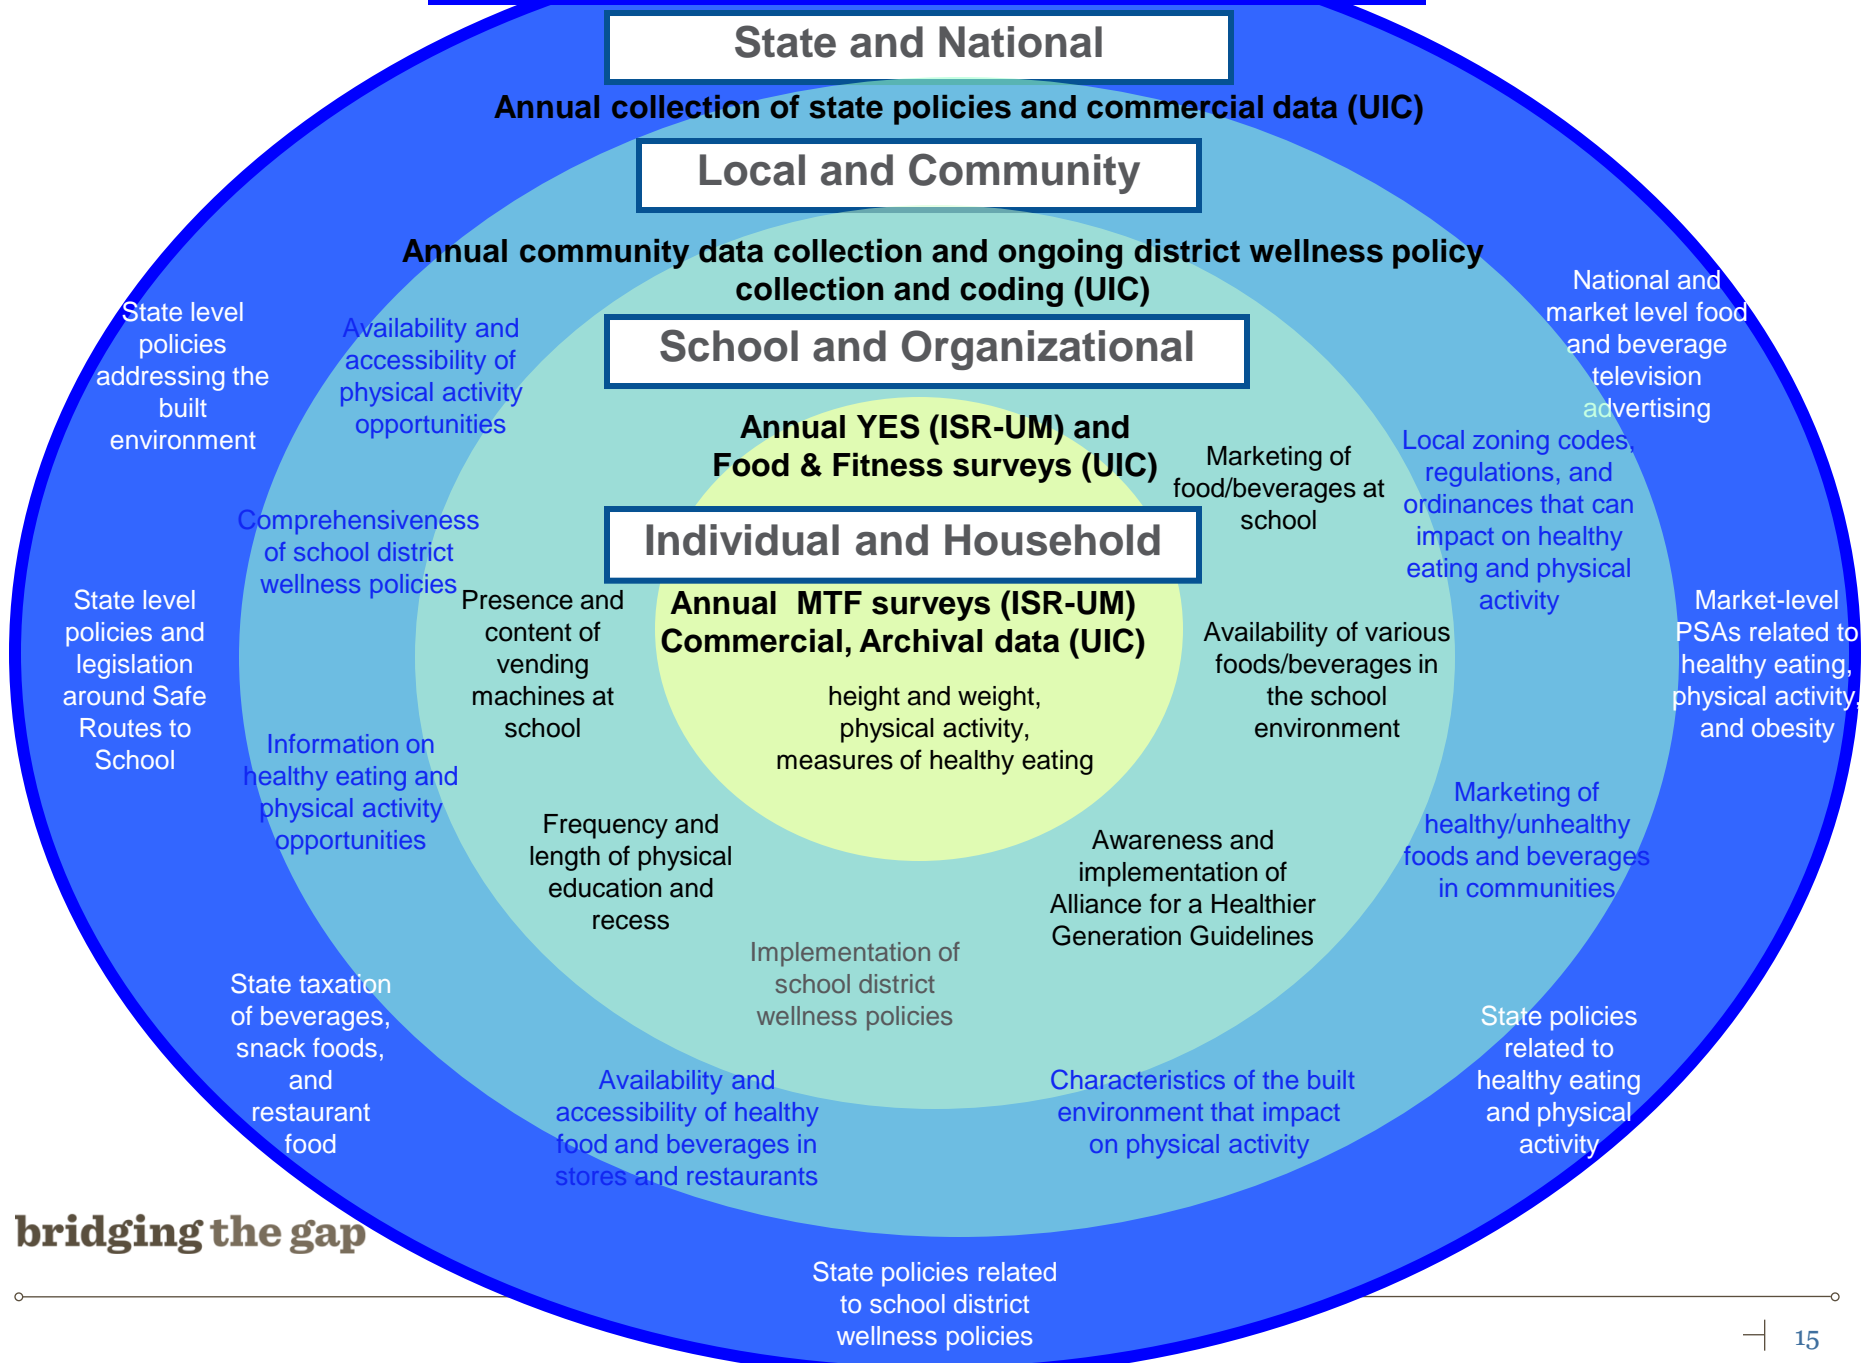 State and National
Annual collection of state policies and commercial data (UIC)
Local and Community
Annual community data collection and ongoing district wellness policy
collection and coding (UIC)
School and Organizational
Annual YES (ISR-UM) and
Food & Fitness surveys (UIC)
Individual and Household
Annual MTF surveys (ISR-UM)
Commercial, Archival data (UIC)
height and weight,
physical activity,
measures of healthy eating
State level
policies
addressing the
built
environment
Availability and
accessibility of
physical activity
opportunities
National and
market level food
and beverage
television
advertising
Marketing of
food/beverages at
school
Local zoning codes,
regulations, and
ordinances that can
impact on healthy
eating and physical
activity
Comprehensiveness
of school district
wellness policies
State level
policies and
legislation
around Safe
Routes to
School
Presence and
content of
vending
machines at
school
Availability of various
foods/beverages in
the school
environment
Market-level
PSAs related to
healthy eating,
physical activity,
and obesity
Information on
healthy eating and
physical activity
opportunities
Frequency and
length of physical
education and
recess
Awareness and
implementation of
Alliance for a Healthier
Generation Guidelines
Marketing of
healthy/unhealthy
foods and beverages
in communities
Implementation of
school district
wellness policies
State taxation
of beverages,
snack foods,
and
restaurant
food
Availability and
accessibility of healthy
food and beverages in
stores and restaurants
Characteristics of the built
environment that impact
on physical activity
State policies
related to
healthy eating
and physical
activity
State policies related
to school district
wellness policies
bridging the gap
15